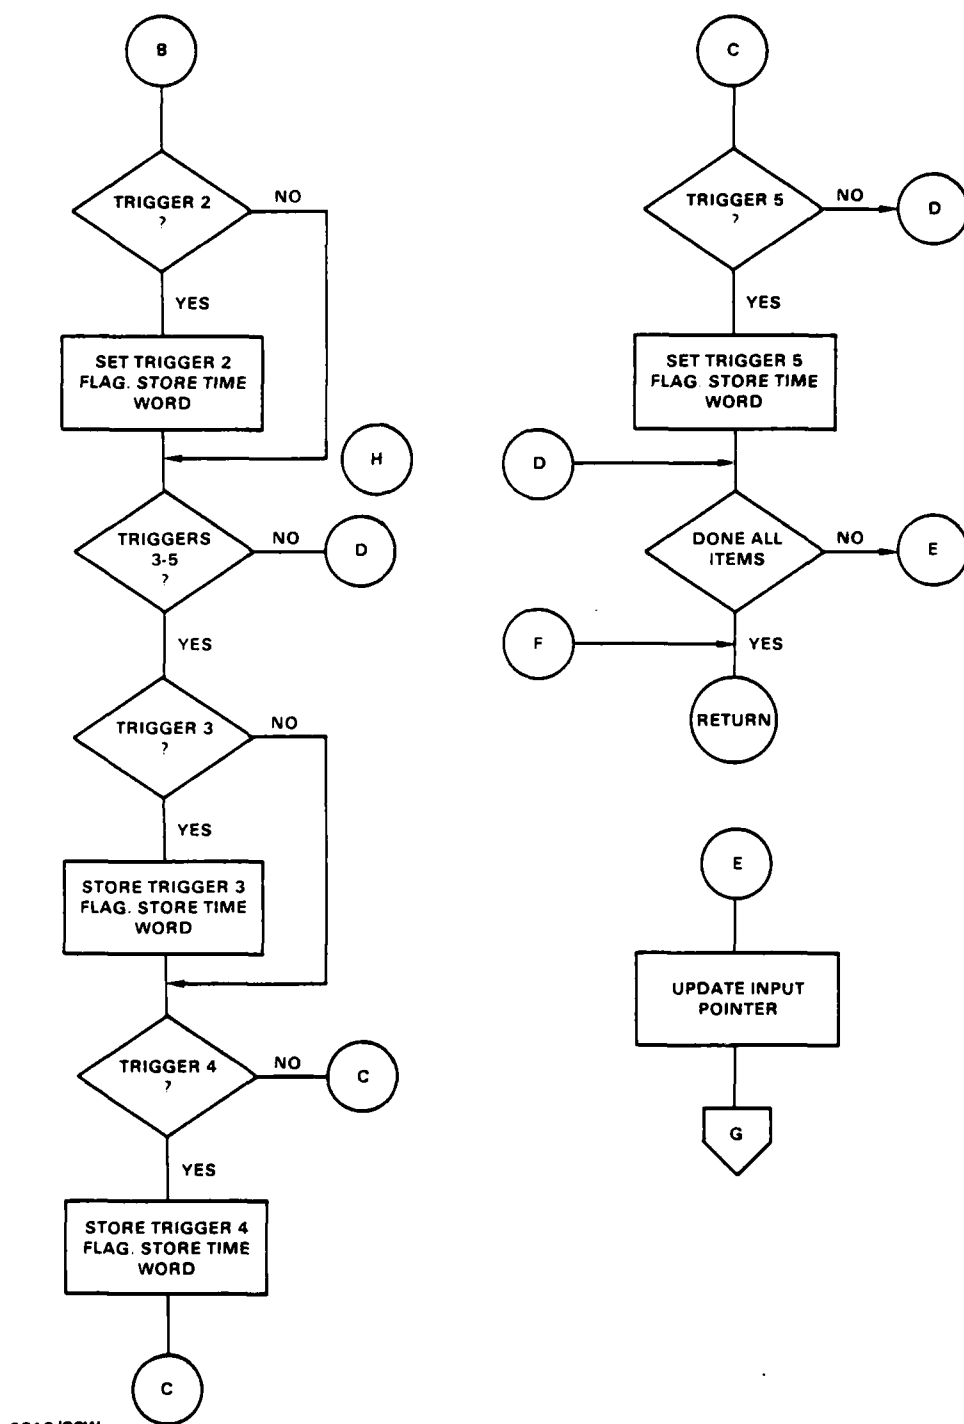 B
TRIGGER 2
?
NO
YES
SET TRIGGER 2
FLAG. STORE TIME
WORD
H
TRIGGERS
3-5
?
NO
D
YES
TRIGGER 3
?
NO
YES
STORE TRIGGER 3
FLAG. STORE TIME
WORD
TRIGGER 4
?
NO
C
YES
STORE TRIGGER 4
FLAG. STORE TIME
WORD
C
C
TRIGGER 5
?
NO
D
YES
SET TRIGGER 5
FLAG. STORE TIME
WORD
D
DONE ALL
ITEMS
NO
E
F
YES
RETURN
E
UPDATE INPUT
POINTER
G